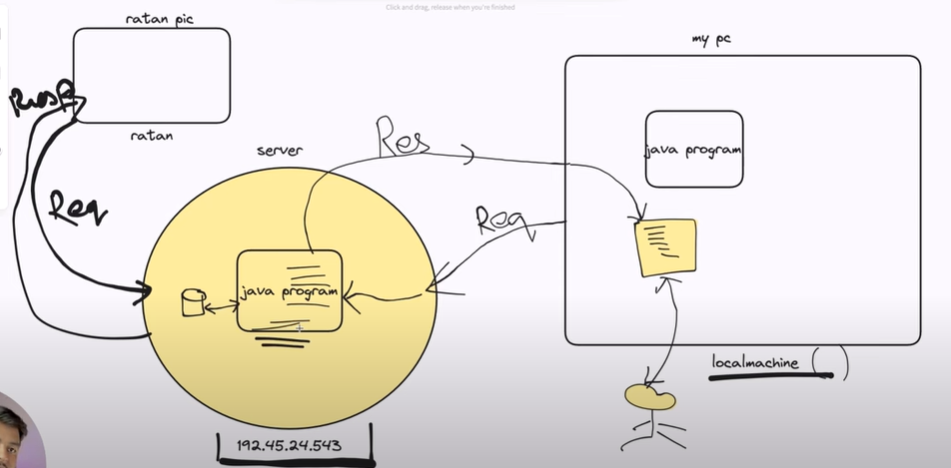 Click and drag, release when you're finished
ratan pic
my pc
Resp
ratan
Res
server
java program
Req
Req
java program
localmachine ( )
192.45.24.543